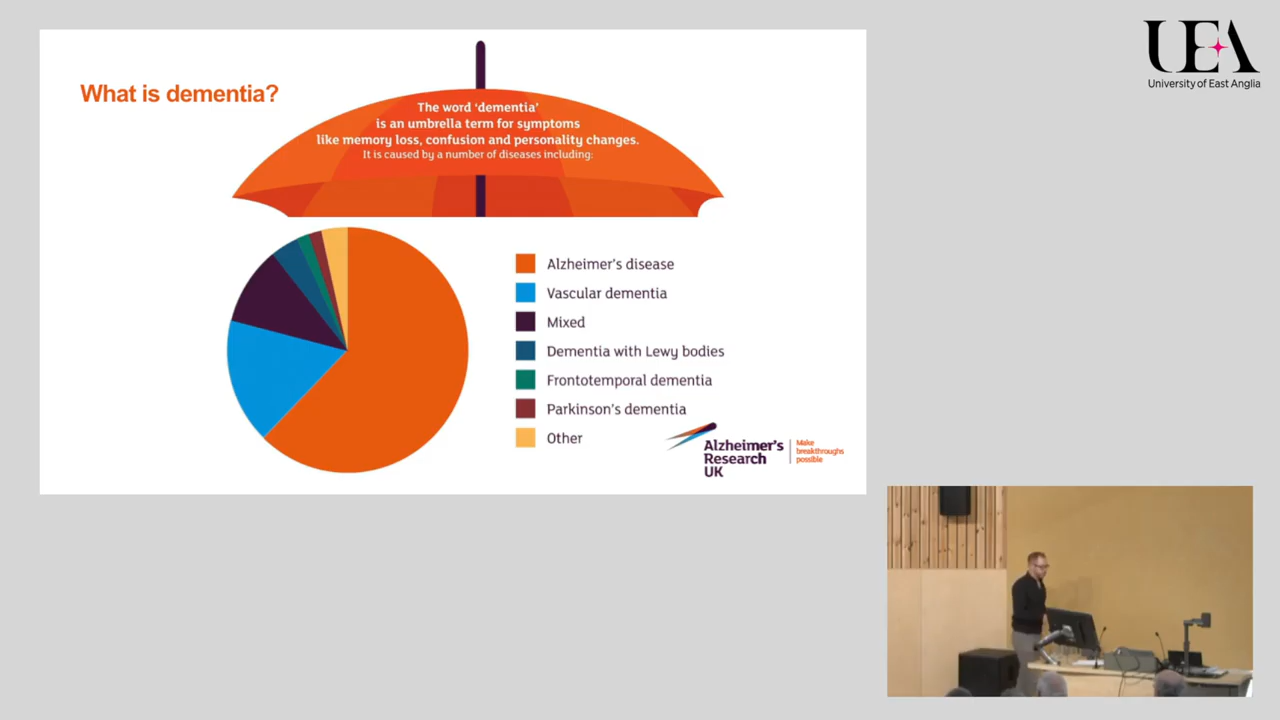 What is dementia?
The word 'dementia'
is an umbrella term for symptoms
like memory loss, confusion and personality changes.
It is caused by a number of diseases including:
Alzheimer's disease
Vascular dementia
Mixed
Dementia with Lewy bodies
Frontotemporal dementia
Parkinson's dementia
Other
Alzheimer's
Research
UK
Make
breakthroughs
possible
UEA
University of East Anglia